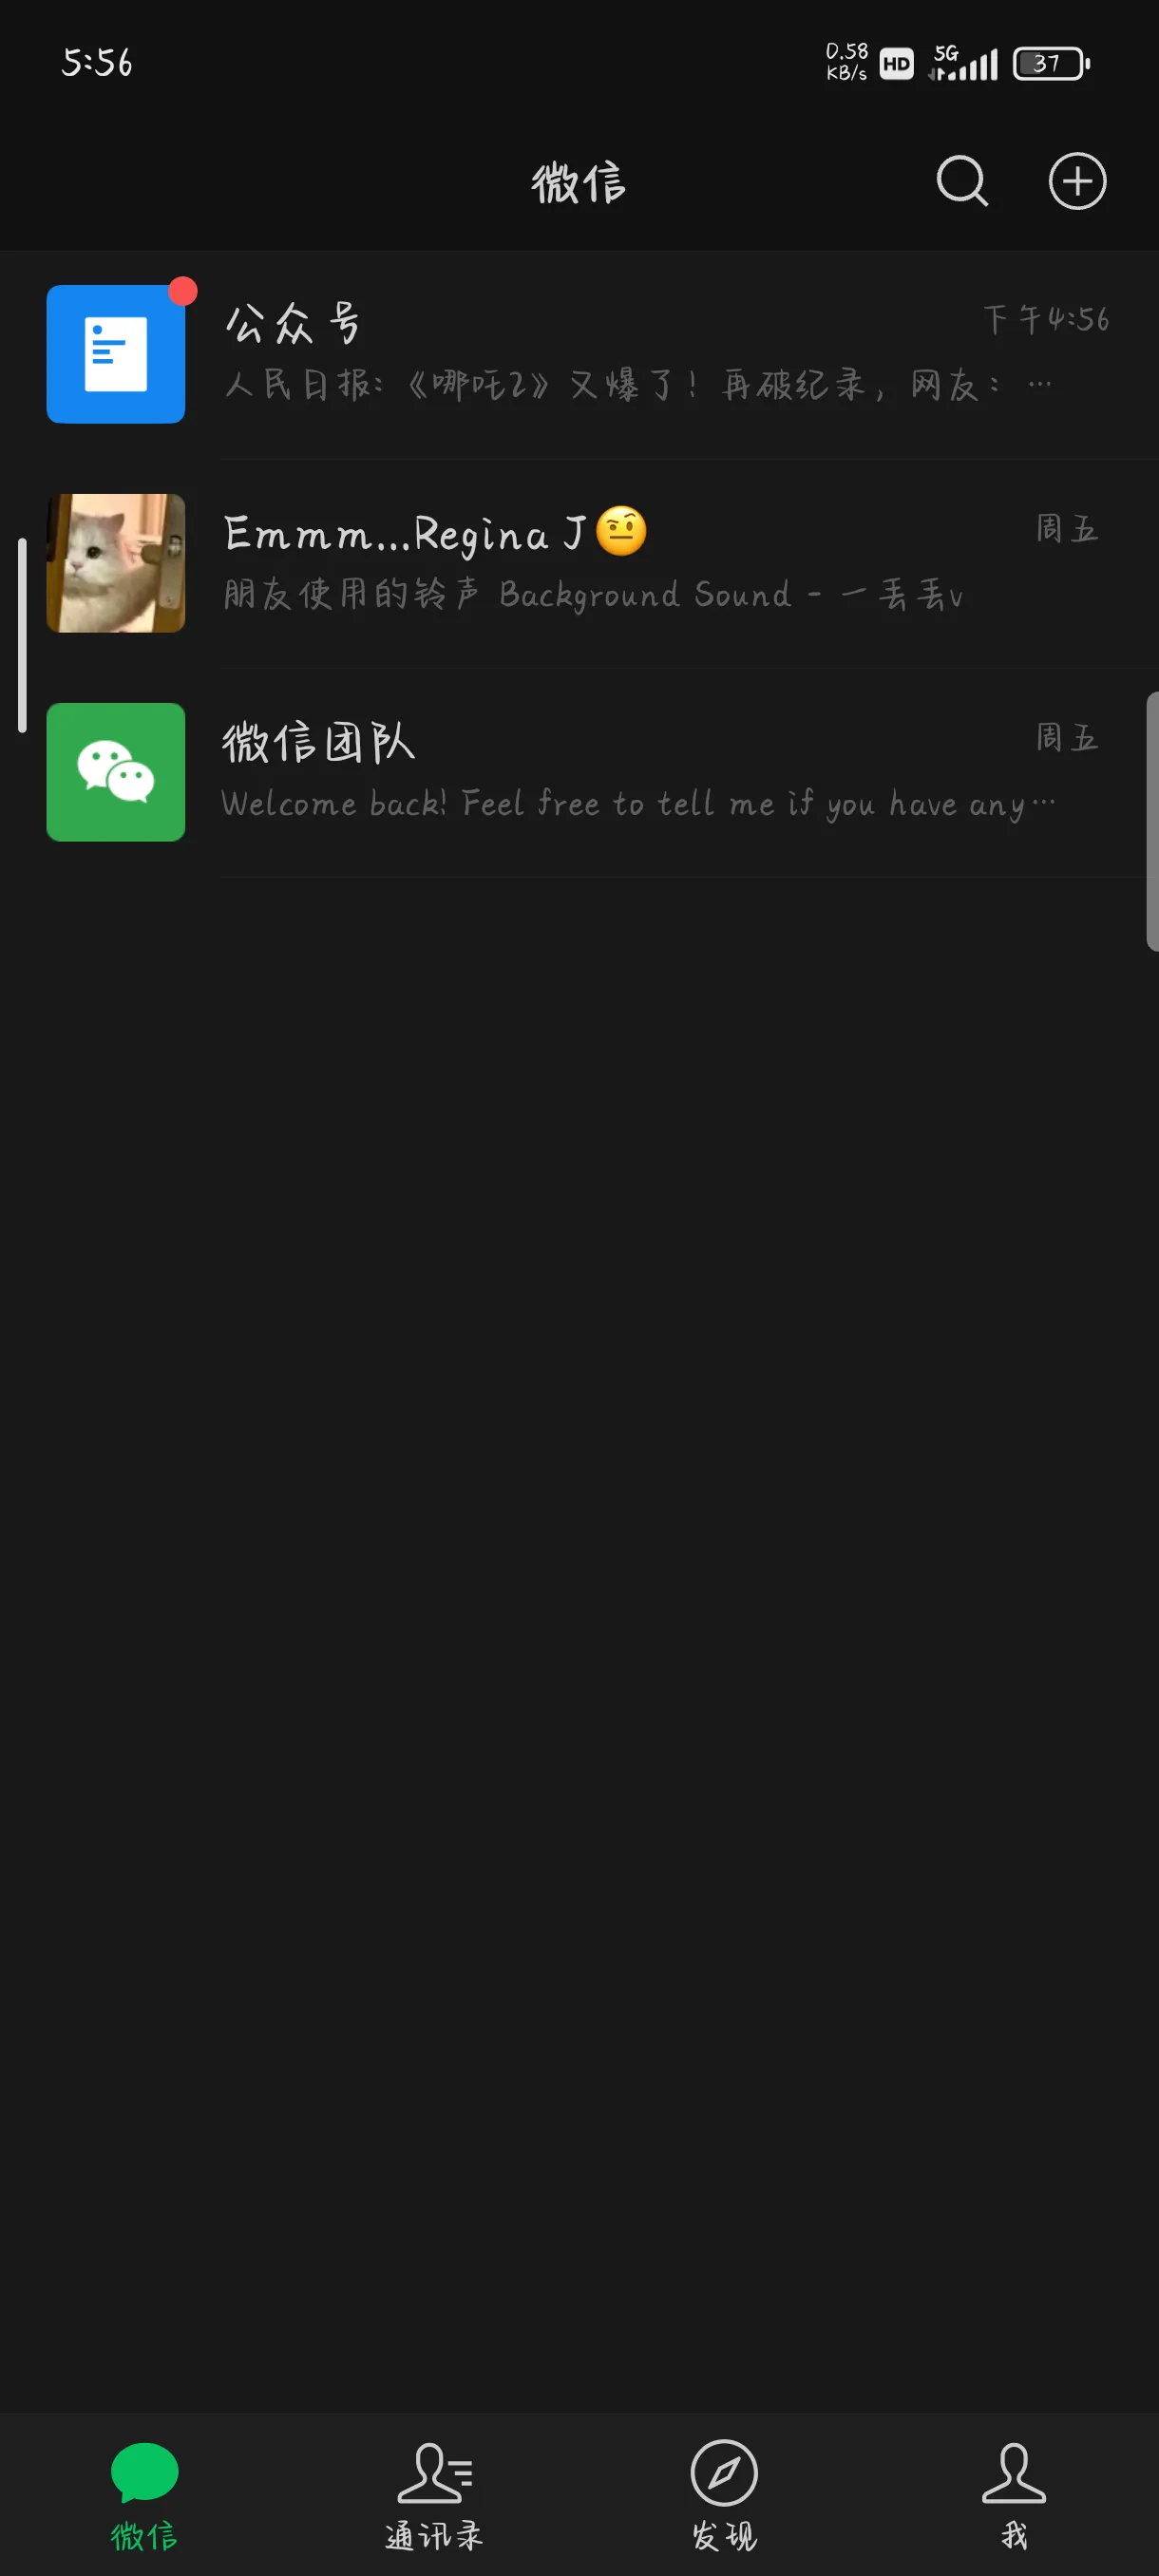 5:56
0.58 KB/s HD 5G 37
微信
公众号
下午4:56
人民日报:《哪吒2》又爆了！再破纪录，网友：…
Emmm...Regina J🤨
周五
朋友使用的铃声 Background Sound - 一丢丢v
微信团队
周五
Welcome back! Feel free to tell me if you have any…
微信 通讯录 发现 我